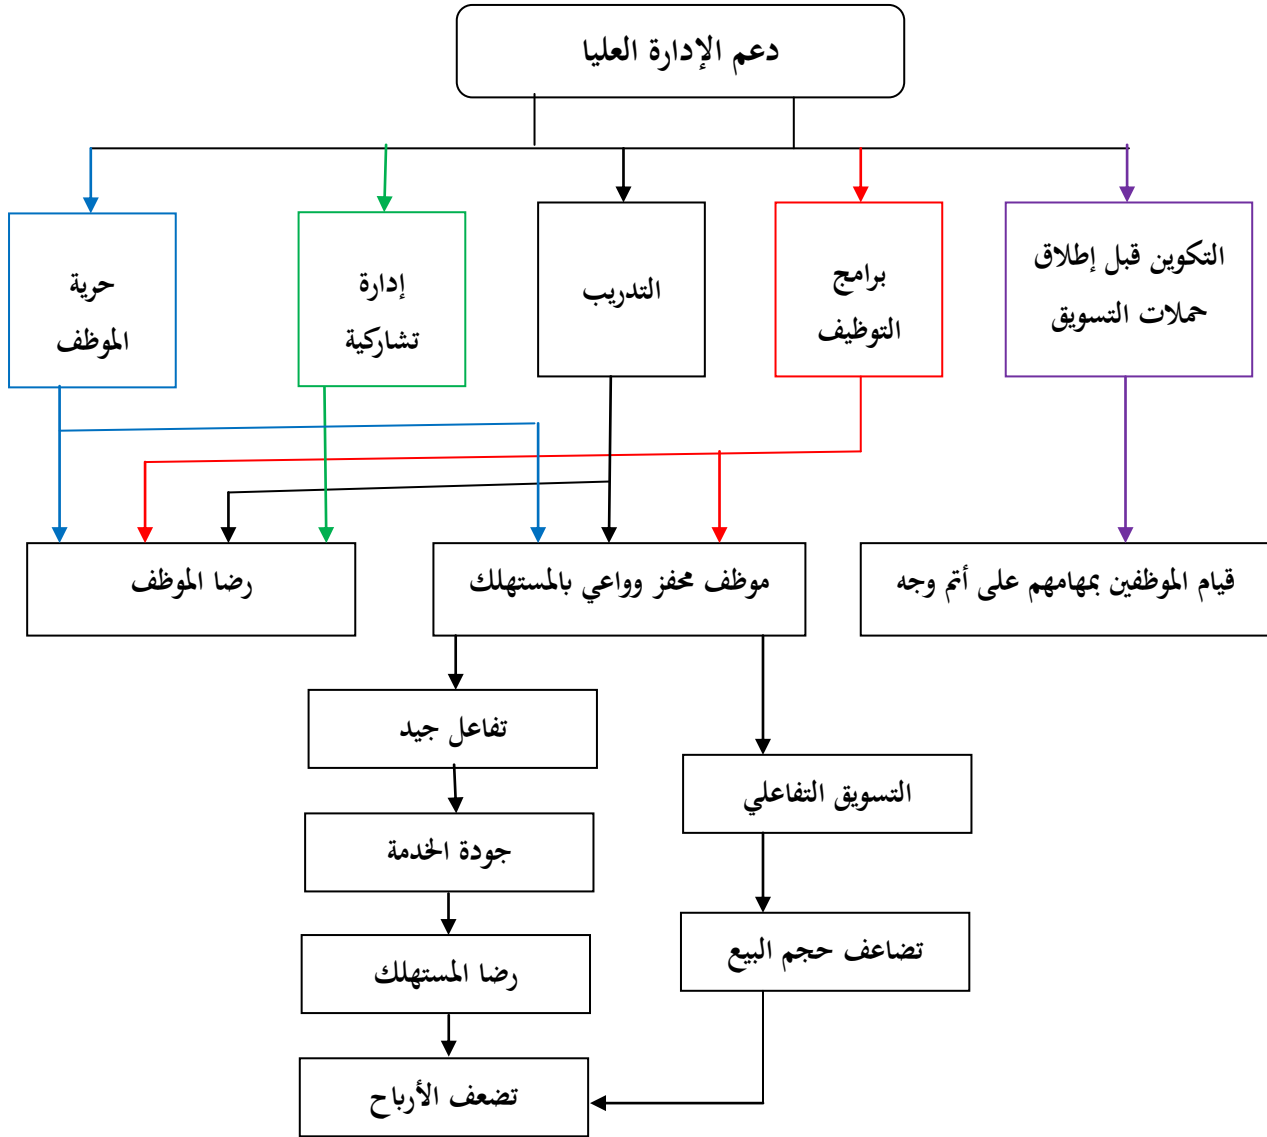 دعم الإدارة العليا
التكوين قبل إطلاق
حملات التسويق
برامج
التوظيف
التدريب
إدارة
تشاركية
حرية
الموظف
قيام الموظفين بمهامهم على أتم وجه
موظف محفز وواعي بالمستهلك
رضا الموظف
تفاعل جيد
التسويق التفاعلي
جودة الخدمة
تضاعف حجم البيع
رضا المستهلك
تضعف الأرباح